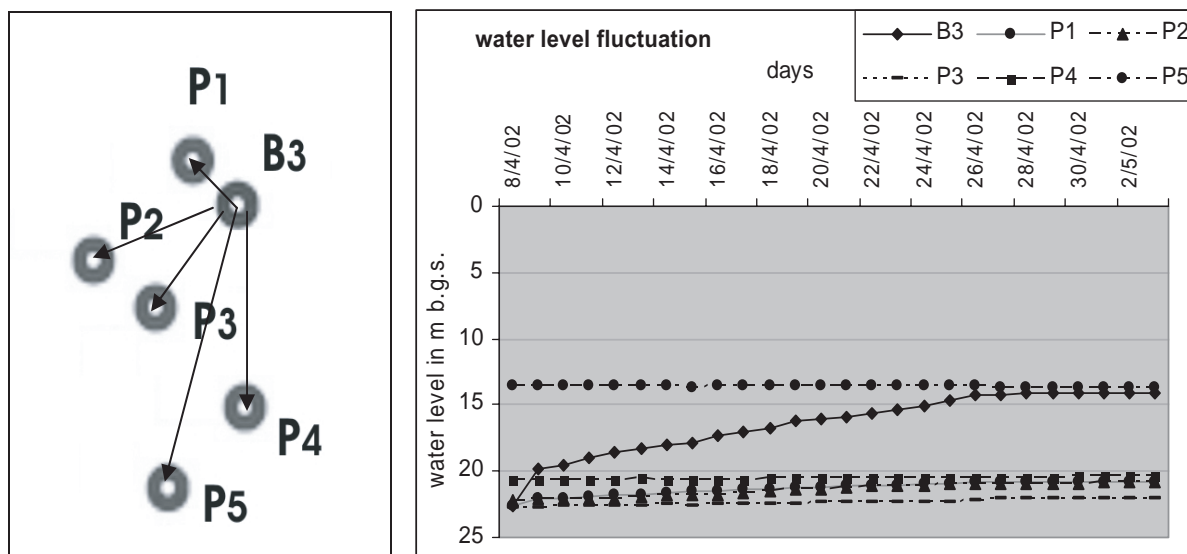 P1
B3
P2
P3
P4
P5
water level fluctuation
days
B3 P1 P2
P3 P4 P5
8/4/02
10/4/02
12/4/02
14/4/02
16/4/02
18/4/02
20/4/02
22/4/02
24/4/02
26/4/02
28/4/02
30/4/02
2/5/02
water level in m b.g.s.
0
5
10
15
20
25